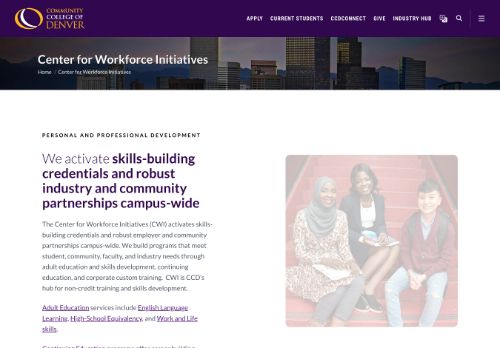 COMMUNITY
COLLEGE OF
DENVER
APPLY CURRENT STUDENTS CCDCONNECT GIVE INDUSTRY HUB
Center for Workforce Initiatives
Home / Center for Workforce Initiatives
PERSONAL AND PROFESSIONAL DEVELOPMENT
We activate skills-building
credentials and robust
industry and community
partnerships campus-wide
The Center for Workforce Initiatives (CWI) activates skills-
building credentials and robust employer and community
partnerships campus-wide. We build programs that meet
student, community, faculty, and industry needs through
adult education and skills development, continuing
education, and corporate custom training. CWI is CCD's
hub for non-credit training and skills development.
Adult Education services include English Language
Learning, High-School Equivalency, and Work and Life
skills.